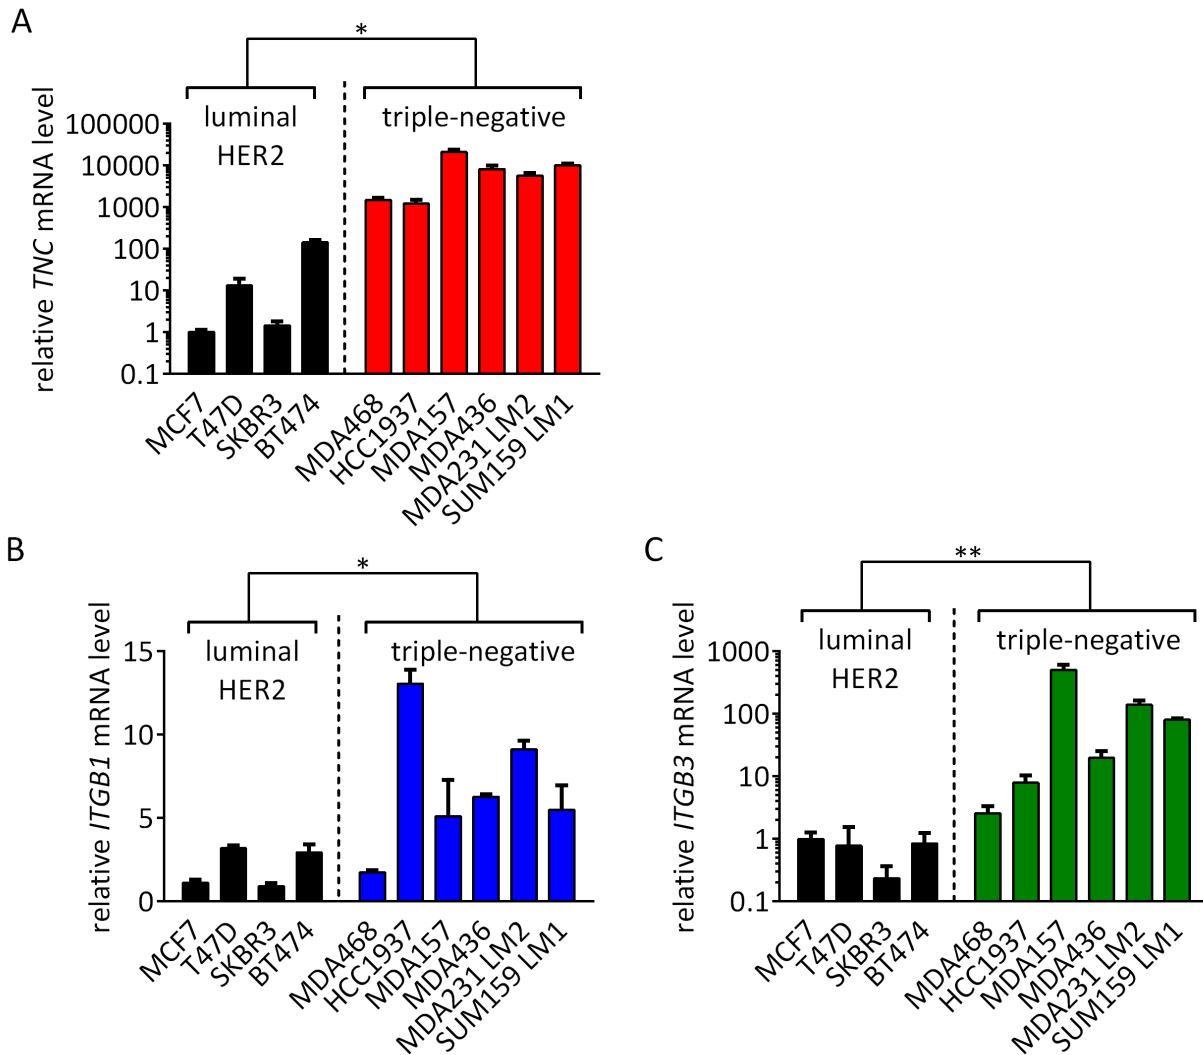 A
*
luminal
HER2
triple-negative
relative TNC mRNA level
100000
10000
1000
100
10
1
0.1
MCF7
T47D
SKBR3
BT474
MDA468
HCC1937
MDA157
MDA436
MDA231 LM2
SUM159 LM1
B
*
luminal
HER2
triple-negative
relative ITGB1 mRNA level
15
10
5
0
MCF7
T47D
SKBR3
BT474
MDA468
HCC1937
MDA157
MDA436
MDA231 LM2
SUM159 LM1
C
**
luminal
HER2
triple-negative
relative ITGB3 mRNA level
1000
100
10
1
0.1
MCF7
T47D
SKBR3
BT474
MDA468
HCC1937
MDA157
MDA436
MDA231 LM2
SUM159 LM1